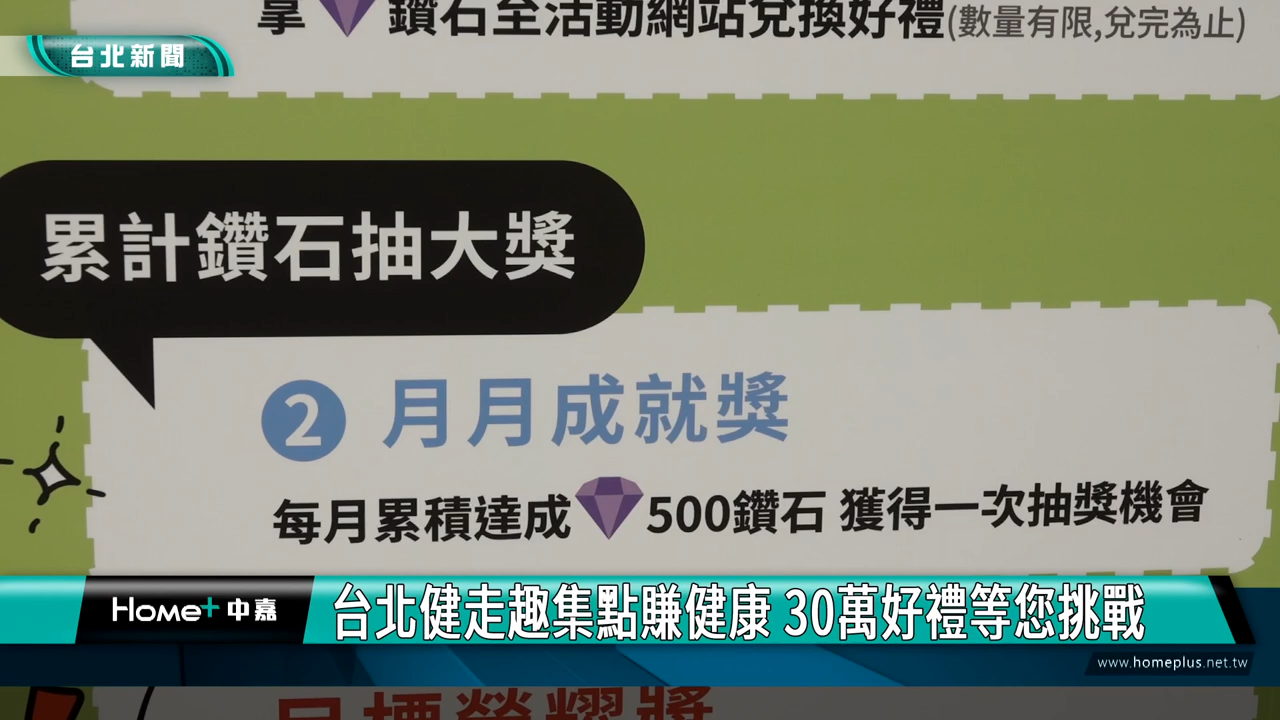 拿 鑽石至活動網站兌換好禮(數量有限,兌完為止)
台北新聞
累計鑽石抽大獎
2 月月成就獎
每月累積達成 500鑽石 獲得一次抽獎機會
Home+ 中嘉
台北健走趣集點賺健康 30萬好禮等您挑戰
www.homeplus.net.tw